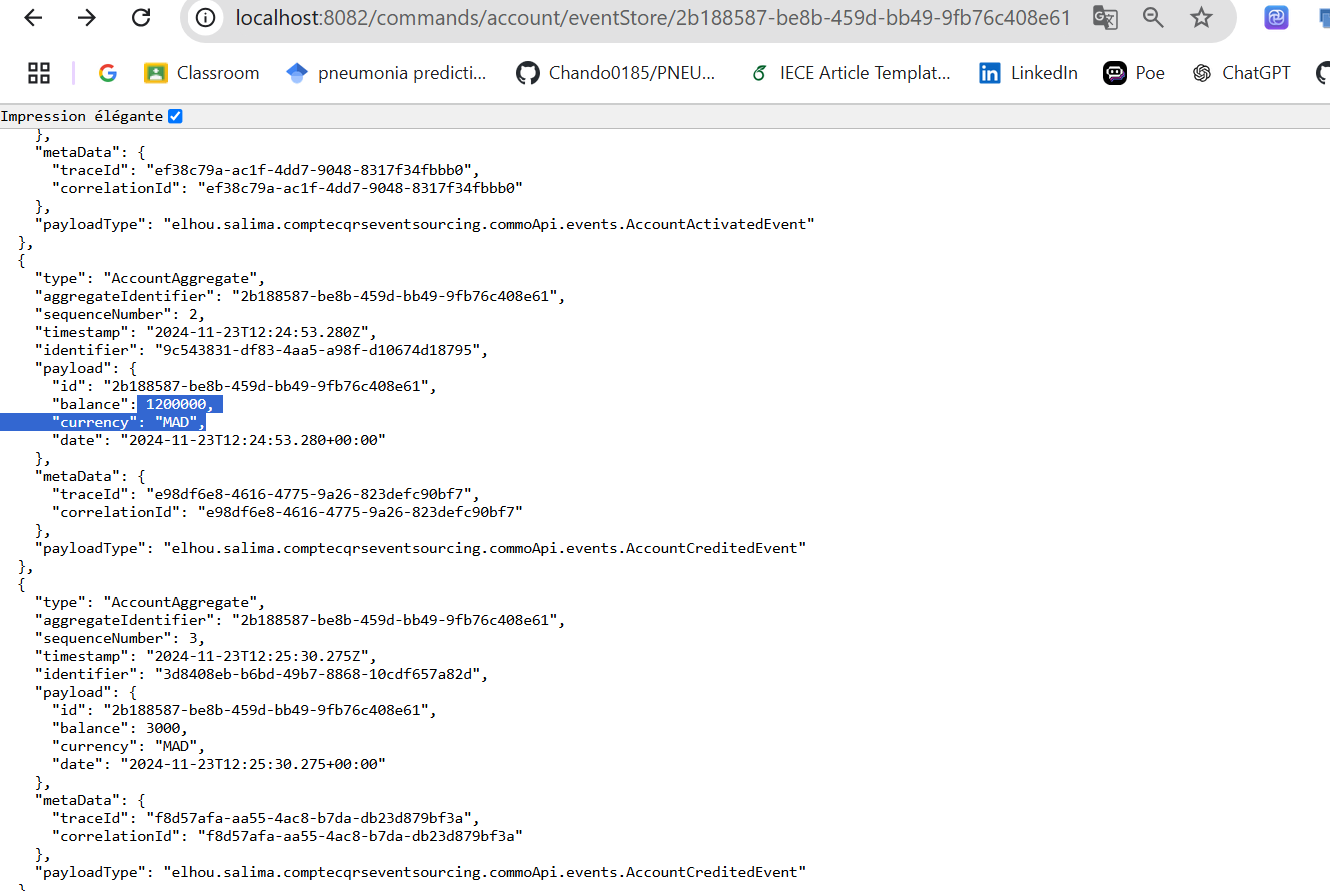 localhost:8082/commands/account/eventStore/2b188587-be8b-459d-bb49-9fb76c408e61
Classroom pneumonia predicti... Chando0185/PNEU... IECE Article Templat... LinkedIn Poe ChatGPT
Impression élégante
},
"metaData": {
"traceId": "ef38c79a-ac1f-4dd7-9048-8317f34fbbb0",
"correlationId": "ef38c79a-ac1f-4dd7-9048-8317f34fbbb0"
},
"payloadType": "elhou.salima.comptecqrseventsourcing.commoApi.events.AccountActivatedEvent"
},
{
"type": "AccountAggregate",
"aggregateIdentifier": "2b188587-be8b-459d-bb49-9fb76c408e61",
"sequenceNumber": 2,
"timestamp": "2024-11-23T12:24:53.280Z",
"identifier": "9c543831-df83-4aa5-a98f-d10674d18795",
"payload": {
"id": "2b188587-be8b-459d-bb49-9fb76c408e61",
"balance": 1200000,
"currency": "MAD",
"date": "2024-11-23T12:24:53.280+00:00"
},
"metaData": {
"traceId": "e98df6e8-4616-4775-9a26-823defc90bf7",
"correlationId": "e98df6e8-4616-4775-9a26-823defc90bf7"
},
"payloadType": "elhou.salima.comptecqrseventsourcing.commoApi.events.AccountCreditedEvent"
},
{
"type": "AccountAggregate",
"aggregateIdentifier": "2b188587-be8b-459d-bb49-9fb76c408e61",
"sequenceNumber": 3,
"timestamp": "2024-11-23T12:25:30.275Z",
"identifier": "3d8408eb-b6bd-49b7-8868-10cdf657a82d",
"payload": {
"id": "2b188587-be8b-459d-bb49-9fb76c408e61",
"balance": 3000,
"currency": "MAD",
"date": "2024-11-23T12:25:30.275+00:00"
},
"metaData": {
"traceId": "f8d57afa-aa55-4ac8-b7da-db23d879bf3a",
"correlationId": "f8d57afa-aa55-4ac8-b7da-db23d879bf3a"
},
"payloadType": "elhou.salima.comptecqrseventsourcing.commoApi.events.AccountCreditedEvent"
}